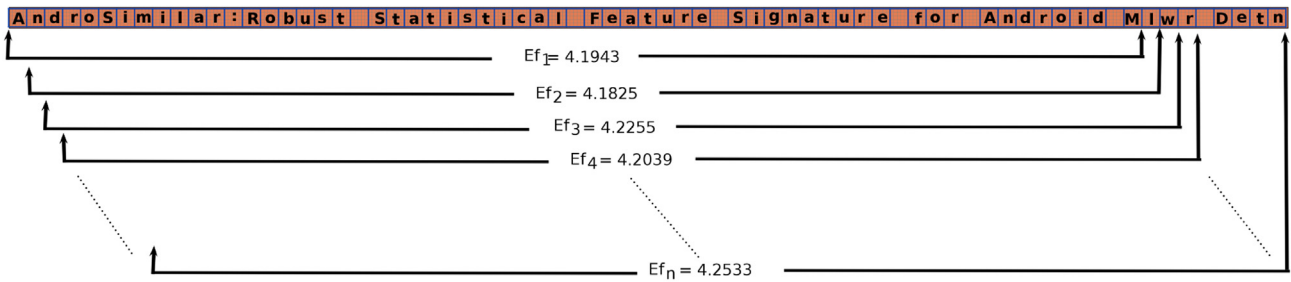 AndroSimilar:Robust Statistical Feature Signature for Android Mlwr Detn
Ef1= 4.1943
Ef2= 4.1825
Ef3= 4.2255
Ef4= 4.2039
Efn = 4.2533